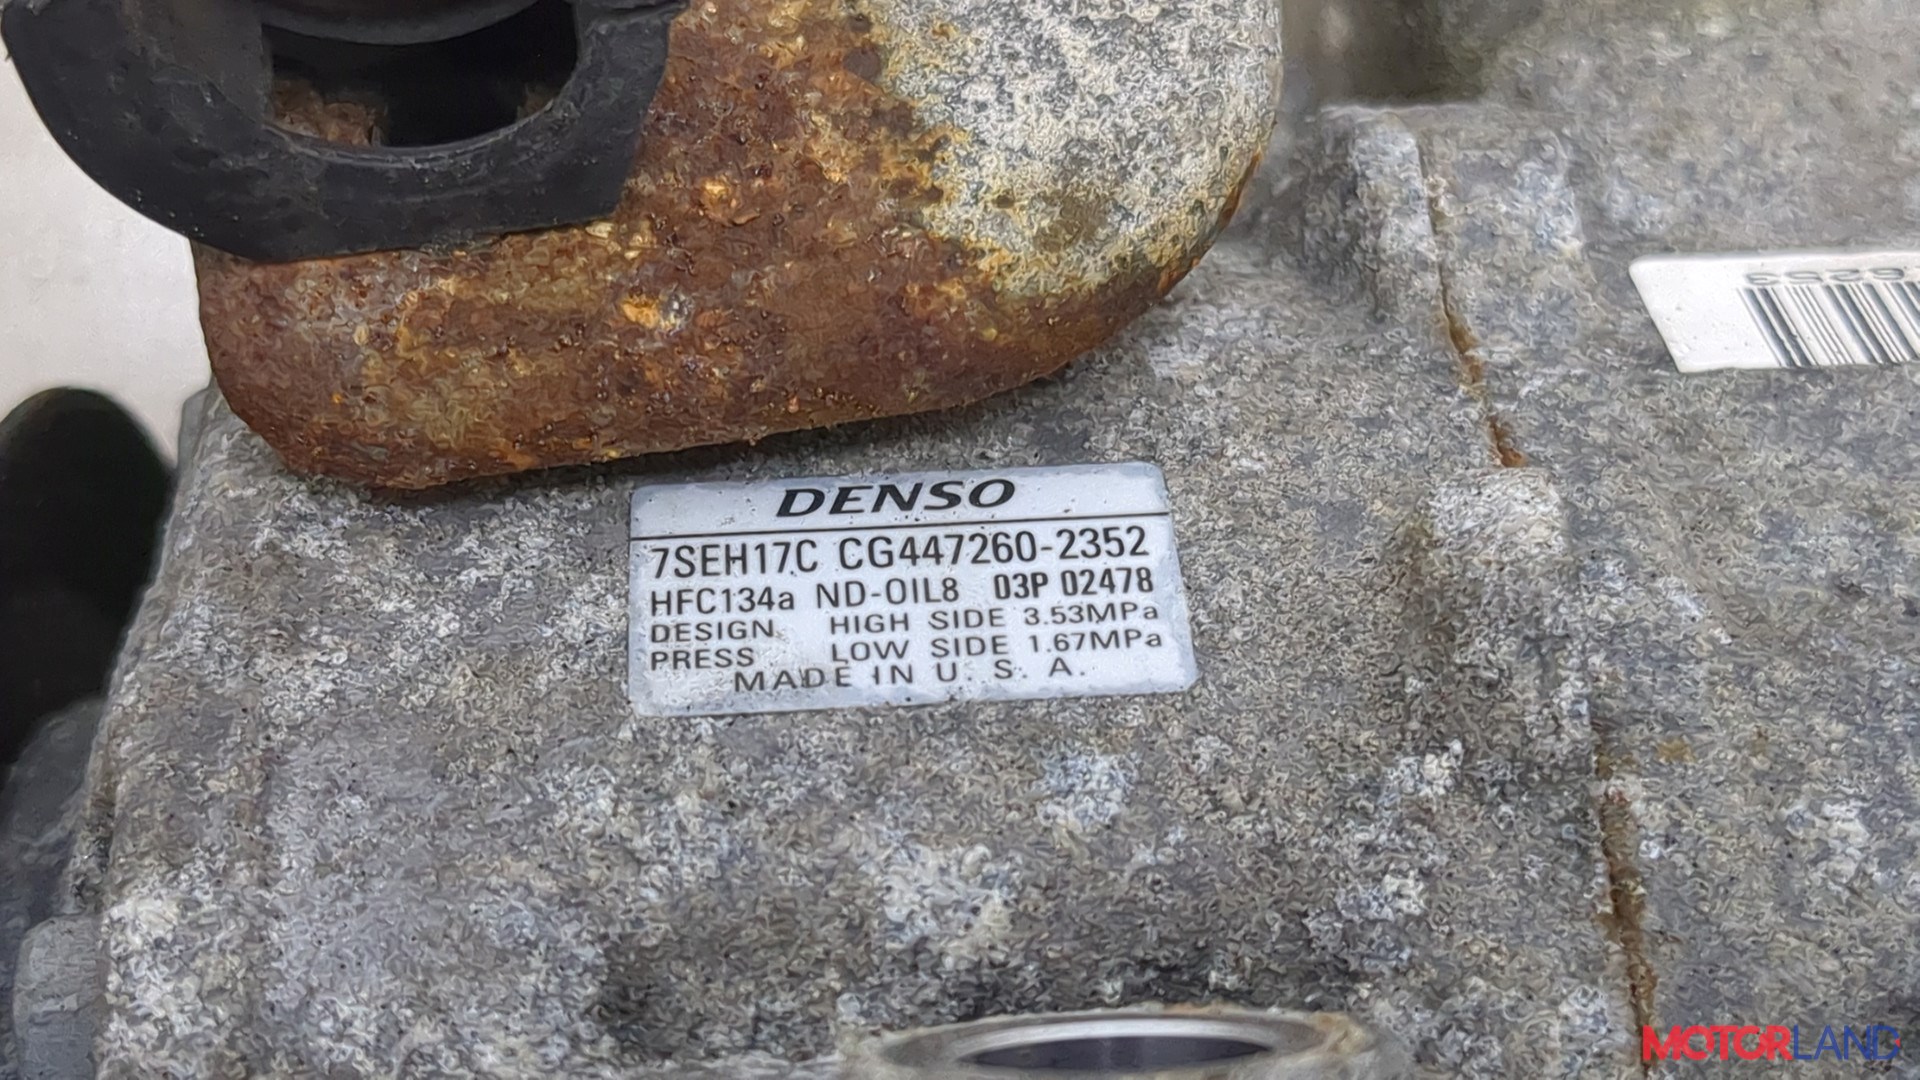 DENSO
7SEH17C CG447260-2352
HFC134a ND-OIL8 03P 02478
DESIGN HIGH SIDE 3.53MPa
PRESS LOW SIDE 1.67MPa
MADE IN U. S. A.
MOTORLAND